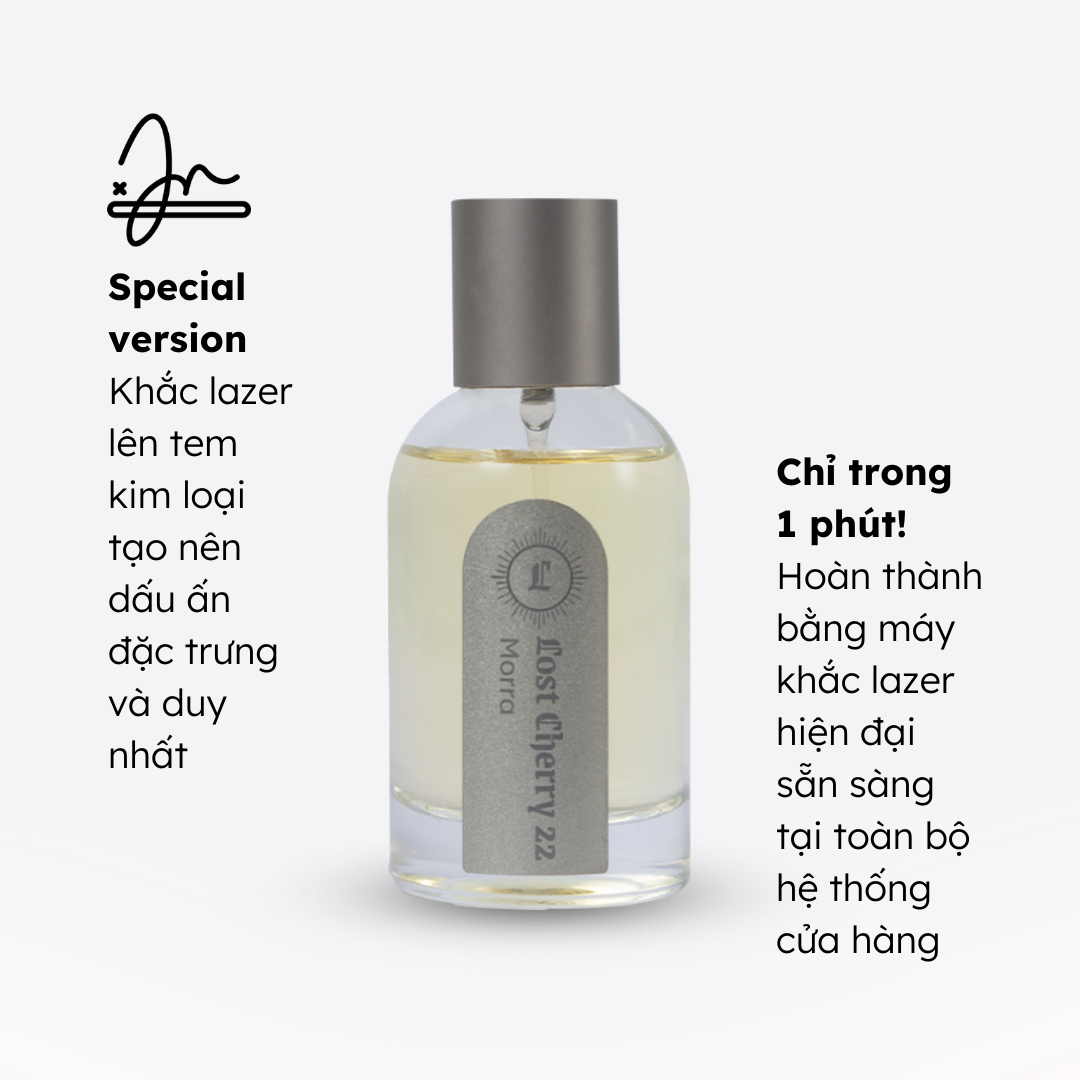 Special
version
Khắc lazer
lên tem
kim loại
tạo nên
dấu ấn
đặc trưng
và duy
nhất
L
Lost Cherry 22
Morra
Chỉ trong
1 phút!
Hoàn thành
bằng máy
khắc lazer
hiện đại
sẵn sàng
tại toàn bộ
hệ thống
cửa hàng